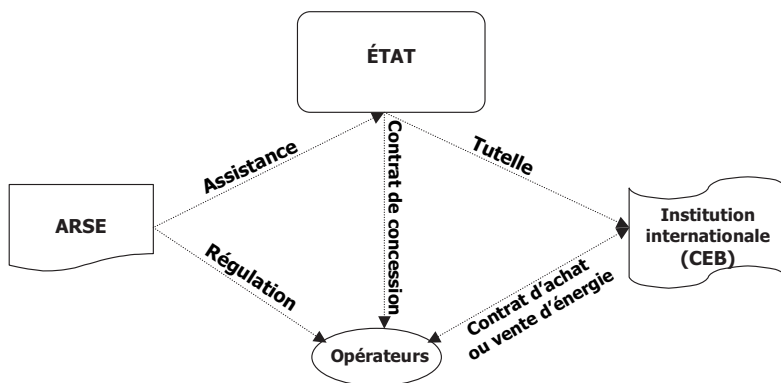 ÉTAT
Assistance
Contrat de concession
Tutelle
ARSE
Institution
internationale
(CEB)
Régulation
Contrat d'achat
ou vente d'énergie
Opérateurs